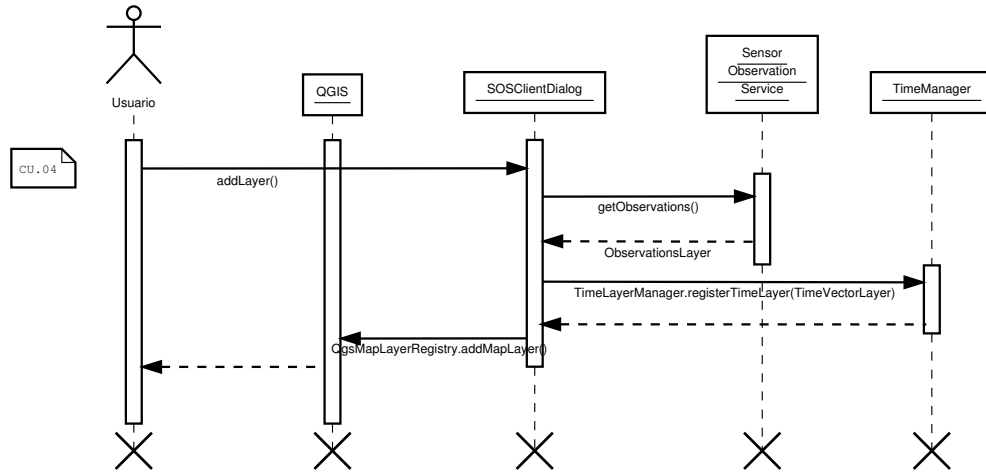 Usuario
QGIS
SOSClientDialog
Sensor
Observation
Service
TimeManager
CU.04
addLayer()
getObservations()
ObservationsLayer
TimeLayerManager.registerTimeLayer(TimeVectorLayer)
QgsMapLayerRegistry.addMapLayer()